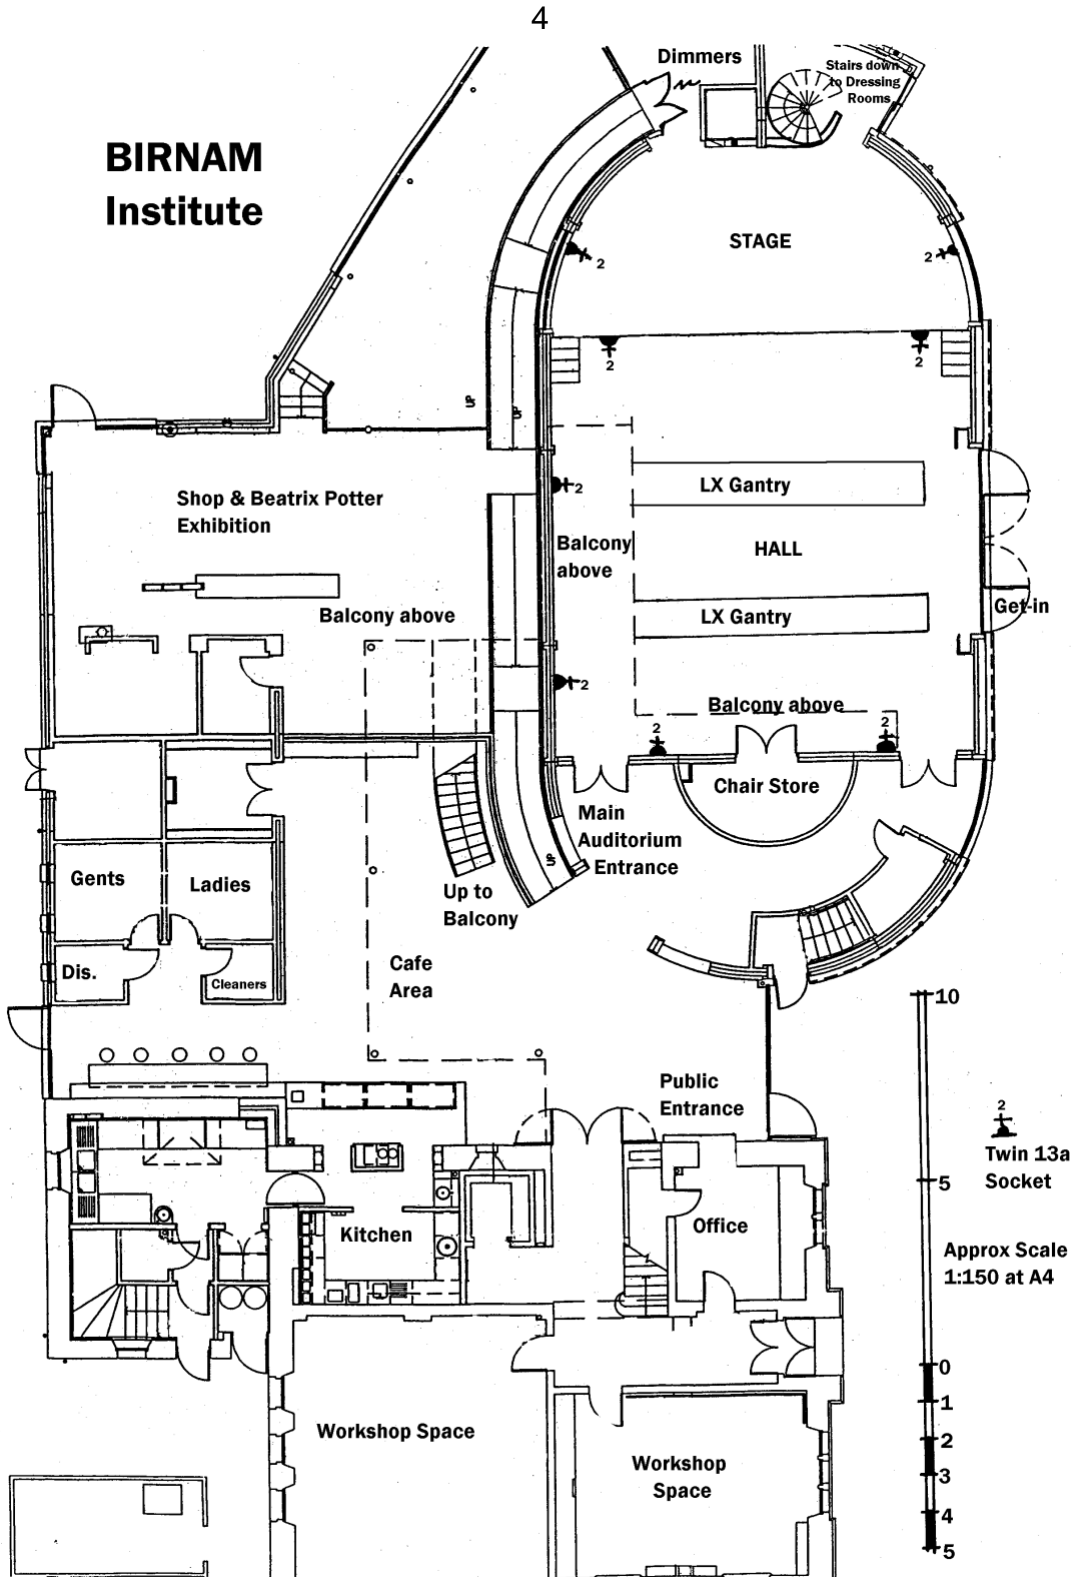 4
Dimmers
Stairs down
to Dressing
Rooms
BIRNAM
Institute
STAGE
2
2
2
2
UP
UP
LX Gantry
2
Shop & Beatrix Potter
Exhibition
Balcony
above
HALL
Get-in
LX Gantry
Balcony above
2
Balcony above
2
2
Chair Store
Main
Auditorium
Entrance
UP
Gents
Ladies
Up to
Balcony
Dis.
Cleaners
Cafe
Area
10
Public
Entrance
2
Twin 13a
Socket
5
Office
Kitchen
Approx Scale
1:150 at A4
0
1
2
3
4
5
Workshop Space
Workshop
Space